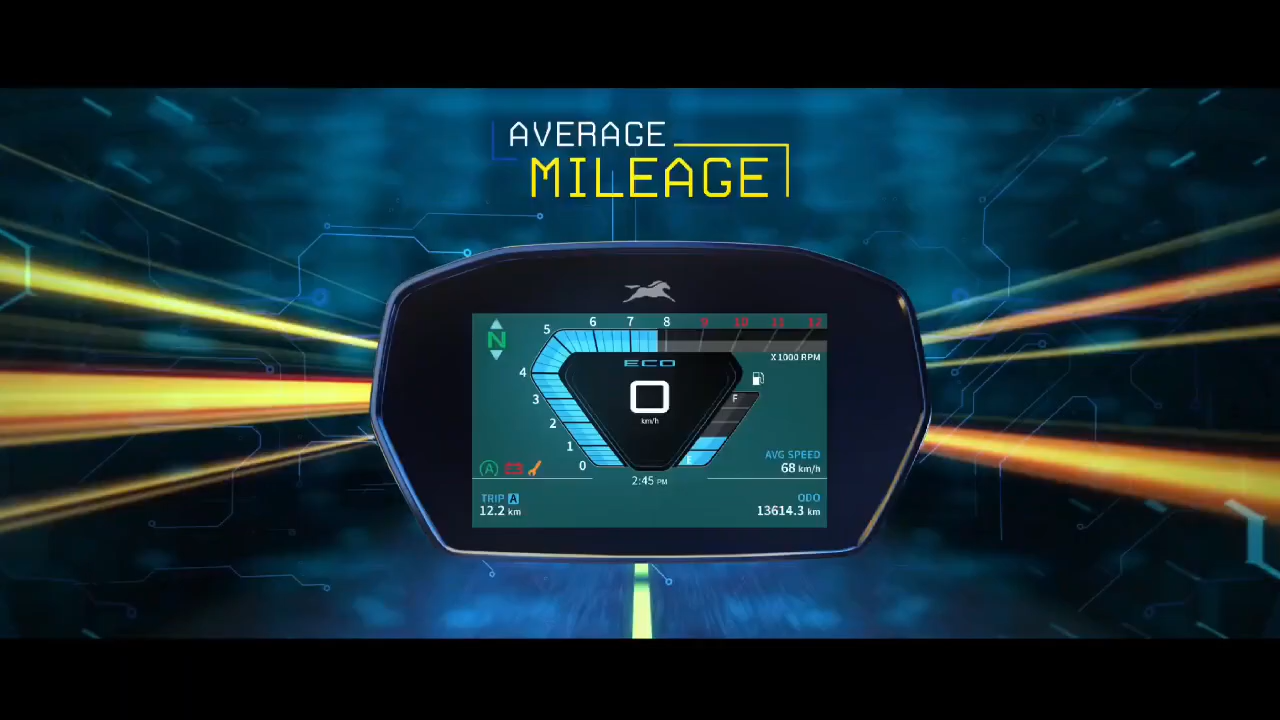 AVERAGE
MILEAGE
5 6 7 8 9 10 11 12
N
X1000 RPM
ECO
4
0
F
3
km/h
2
1
AVG SPEED
0
E
68 km/h
A
2:45 PM
TRIP A
ODO
12.2 km
13614.3 km